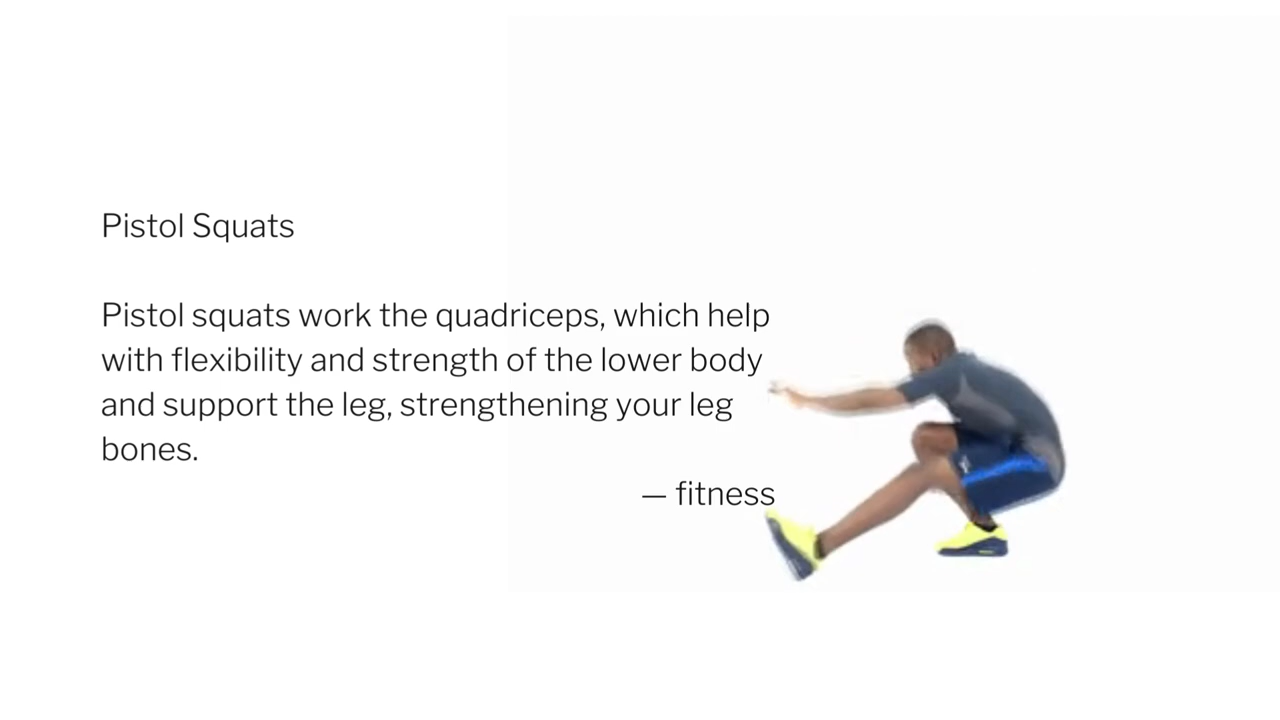 Pistol Squats
Pistol squats work the quadriceps, which help
with flexibility and strength of the lower body
and support the leg, strengthening your leg
bones.
— fitness